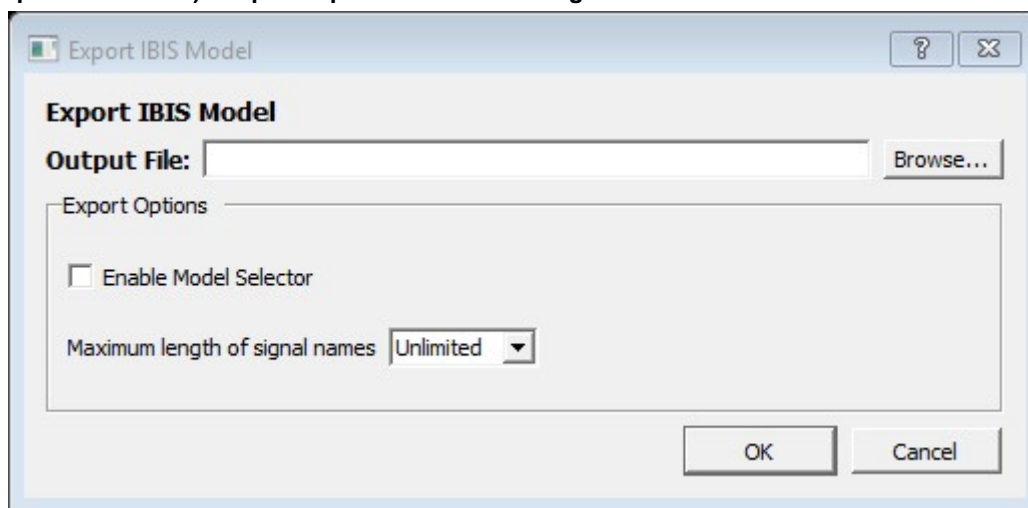 Export IBIS Model
Export IBIS Model
Output File: Browse...
Export Options
Enable Model Selector
Maximum length of signal names Unlimited
OK Cancel